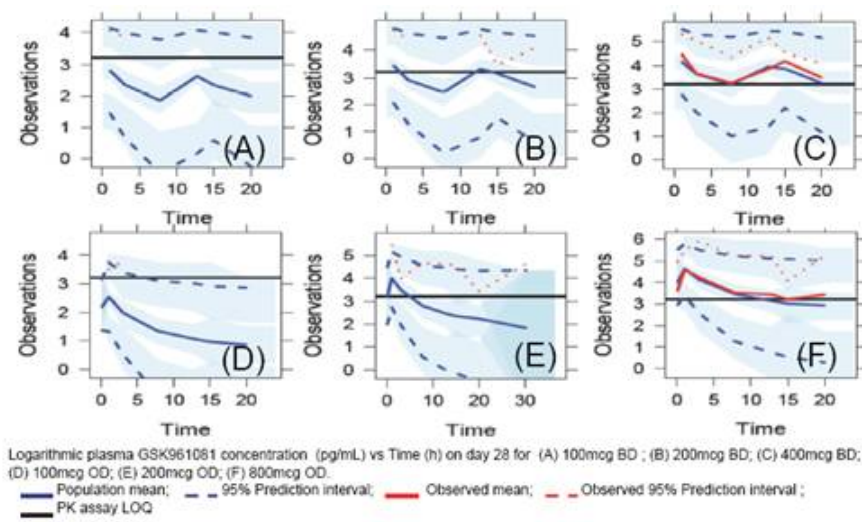 4
3
2
1
0
Observations
(A)
0 5 10 15 20
Time
4
3
2
1
0
Observations
(B)
0 5 10 15 20
Time
5
4
3
2
1
0
Observations
(C)
0 5 10 15 20
Time
4
3
2
1
0
Observations
(D)
0 5 10 15 20
Time
5
4
3
2
1
0
Observations
(E)
0 10 20 30
Time
6
5
4
3
2
1
0
Observations
(F)
0 5 10 15 20
Time
Logarithmic plasma GSK961081 concentration (pg/mL) vs Time (h) on day 28 for (A) 100mcg BD ; (B) 200mcg BD; (C) 400mcg BD;
(D) 100mcg OD; (E) 200mcg OD; (F) 800mcg OD.
Population mean; 95% Prediction interval; Observed mean; Observed 95% Prediction interval ;
PK assay LOQ